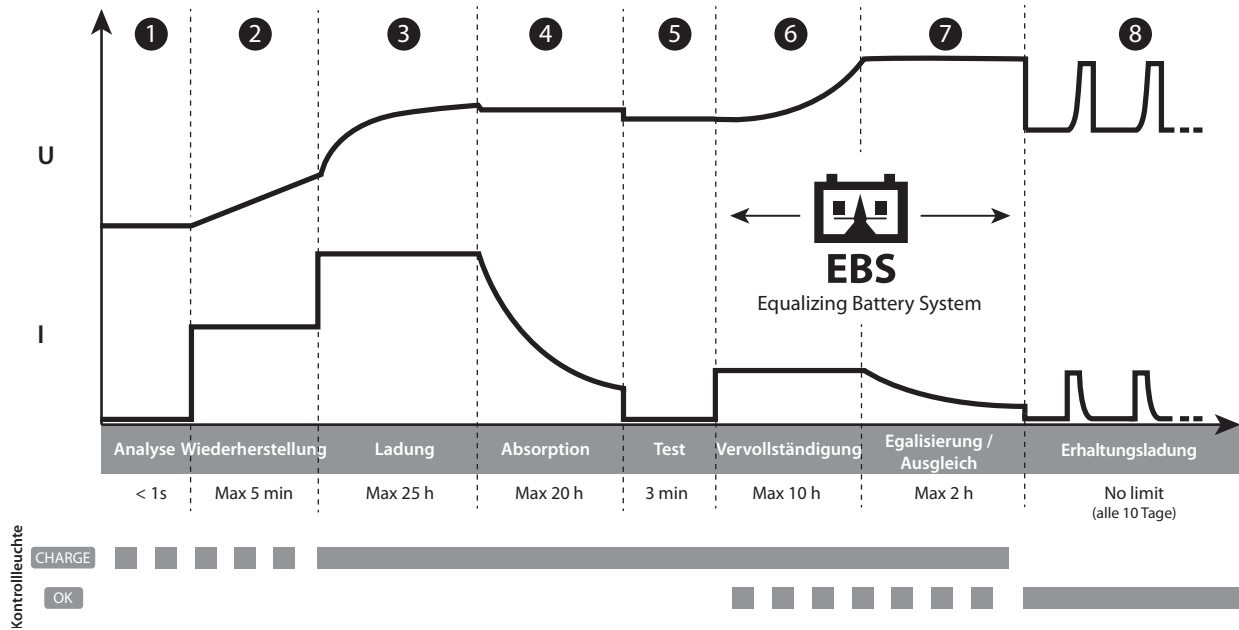 1 2 3 4 5 6 7 8
U
EBS
Equalizing Battery System
I
Analyse Wiederherstellung Ladung Absorption Test Vervollständigung Egalisierung / Ausgleich Erhaltungsladung
< 1s Max 5 min Max 25 h Max 20 h 3 min Max 10 h Max 2 h No limit
(alle 10 Tage)
Kontrollleuchte
CHARGE
OK